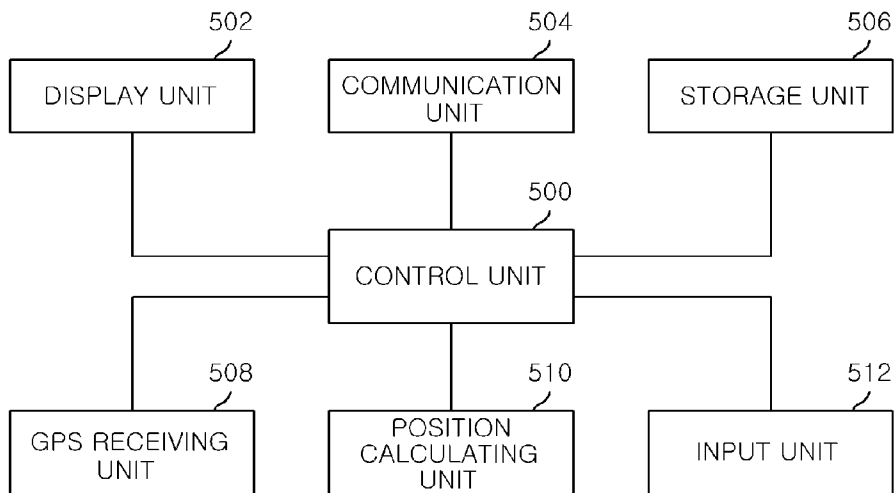 502
504
506
DISPLAY UNIT
COMMUNICATION
UNIT
STORAGE UNIT
500
CONTROL UNIT
508
510
512
GPS RECEIVING
UNIT
POSITION
CALCULATING
UNIT
INPUT UNIT